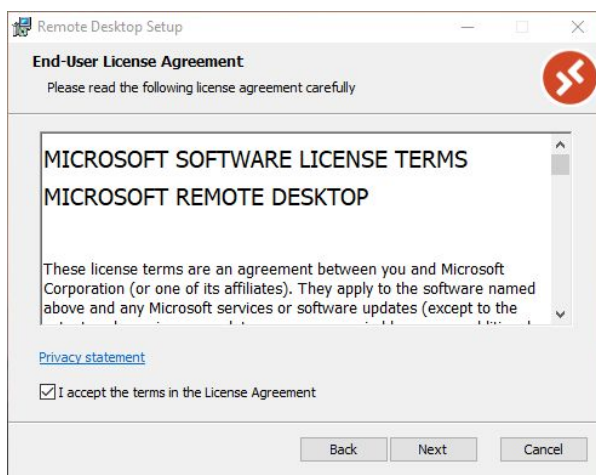 Remote Desktop Setup
End-User License Agreement
Please read the following license agreement carefully
MICROSOFT SOFTWARE LICENSE TERMS
MICROSOFT REMOTE DESKTOP
These license terms are an agreement between you and Microsoft
Corporation (or one of its affiliates). They apply to the software named
above and any Microsoft services or software updates (except to the
Privacy statement
I accept the terms in the License Agreement
Back Next Cancel